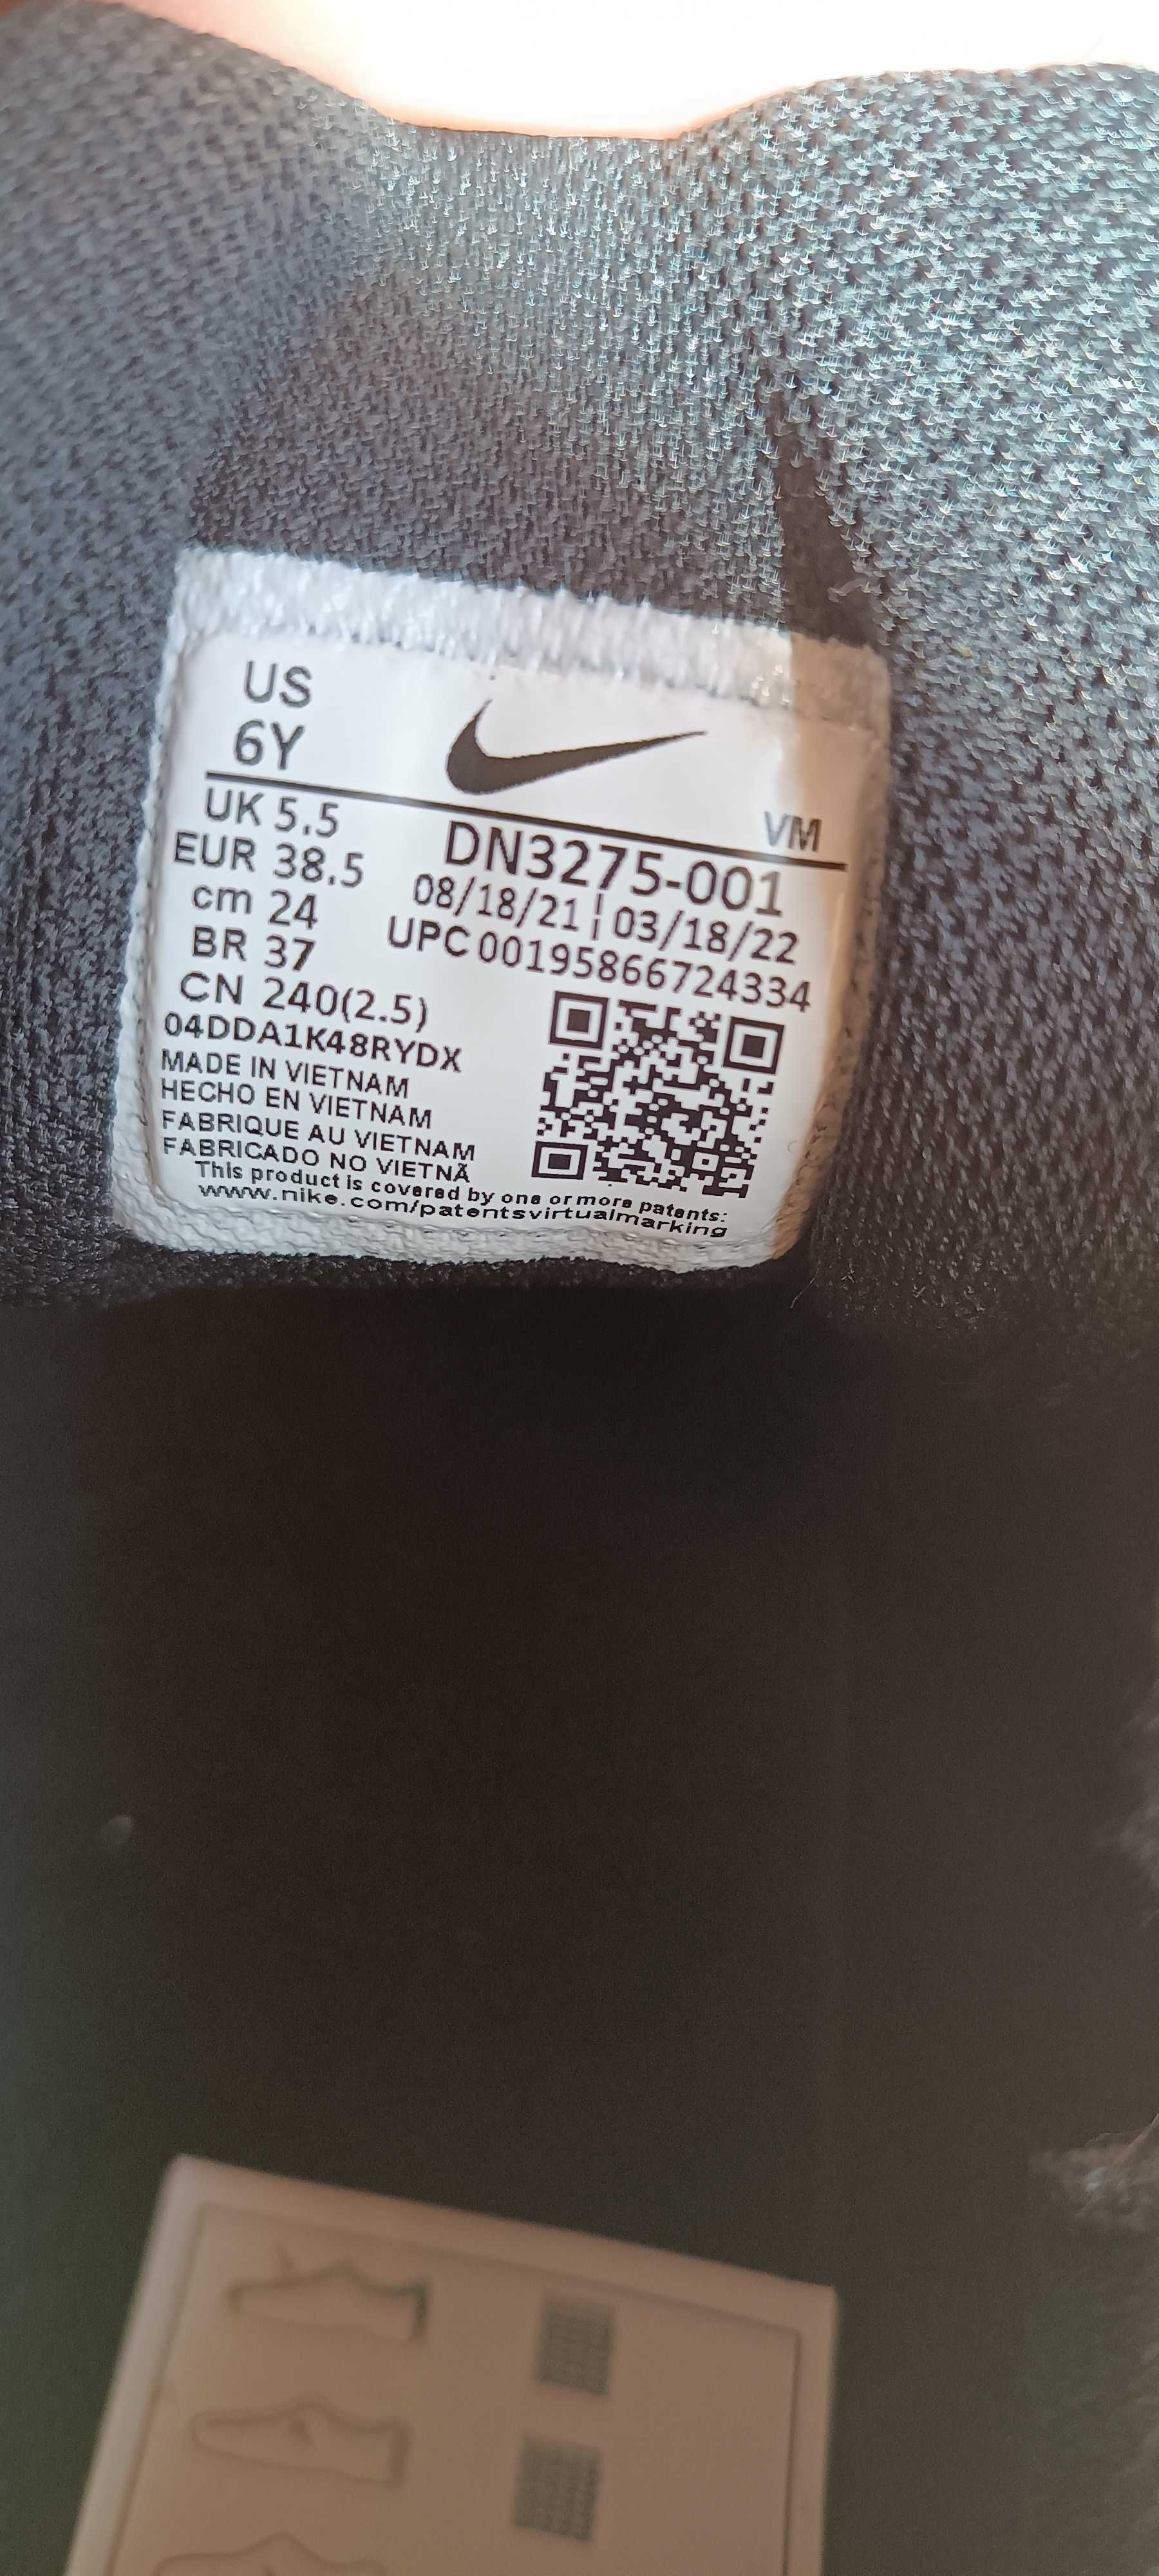 US
6Y
VM
UK 5.5
EUR 38.5
cm 24
BR 37
CN 240(2.5)
DN3275-001
08/18/21 | 03/18/22
UPC 00195866724334
04DDA1K48RYDX
MADE IN VIETNAM
HECHO EN VIETNAM
FABRIQUE AU VIETNAM
FABRICADO NO VIETNÃ
This product is covered by one or more patents:
www.nike.com/patentsvirtualmarking